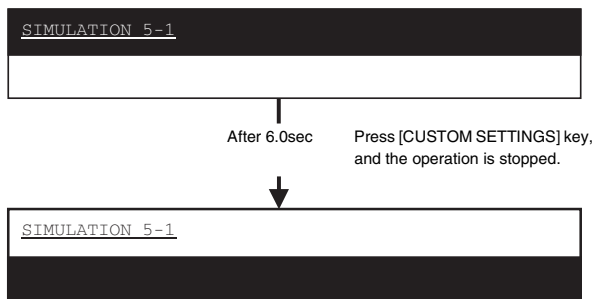 SIMULATION 5-1
After 6.0sec
Press [CUSTOM SETTINGS] key,
and the operation is stopped.
SIMULATION 5-1